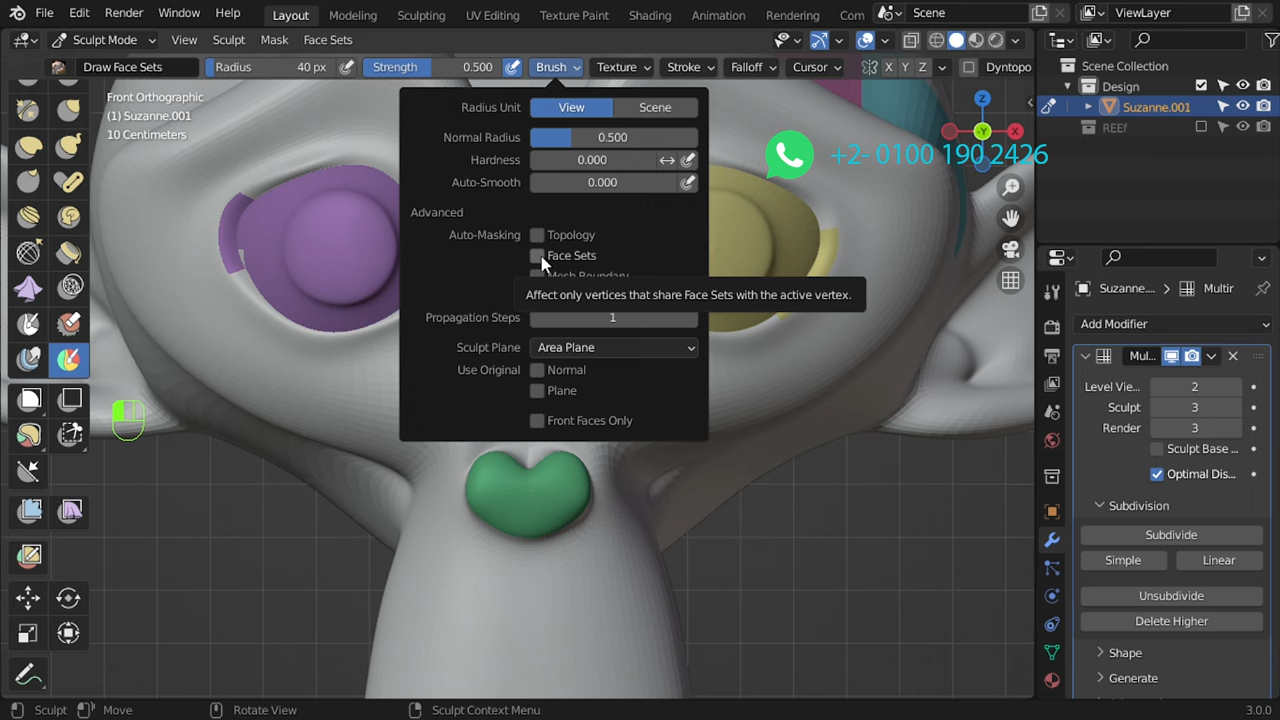 File Edit Render Window Help Layout Modeling Sculpting UV Editing Texture Paint Shading Animation Rendering Com Scene ViewLayer
Sculpt Mode View Sculpt Mask Face Sets
Draw Face Sets Radius 40 px Strength 0.500 Brush Texture Stroke Falloff Cursor X Y Z Dyntopo
Front Orthographic
(1) Suzanne.001
10 Centimeters
Radius Unit View Scene
Normal Radius 0.500
Hardness 0.000
Auto-Smooth 0.000
Advanced
Auto-Masking Topology
Face Sets
Mesh Boundary
Affect only vertices that share Face Sets with the active vertex.
Propagation Steps 1
Sculpt Plane Area Plane
Use Original Normal
Plane
Front Faces Only
Z
X
Y
+2- 0100 190 2426
Scene Collection
Design
Suzanne.001
REEf
Suzanne.... Multir
Add Modifier
Mul...
Level Vie... 2
Sculpt 3
Render 3
Sculpt Base ..
Optimal Dis...
Subdivision
Subdivide
Simple Linear
Unsubdivide
Delete Higher
Shape
Generate
Sculpt Move Rotate View Sculpt Context Menu 3.0.0